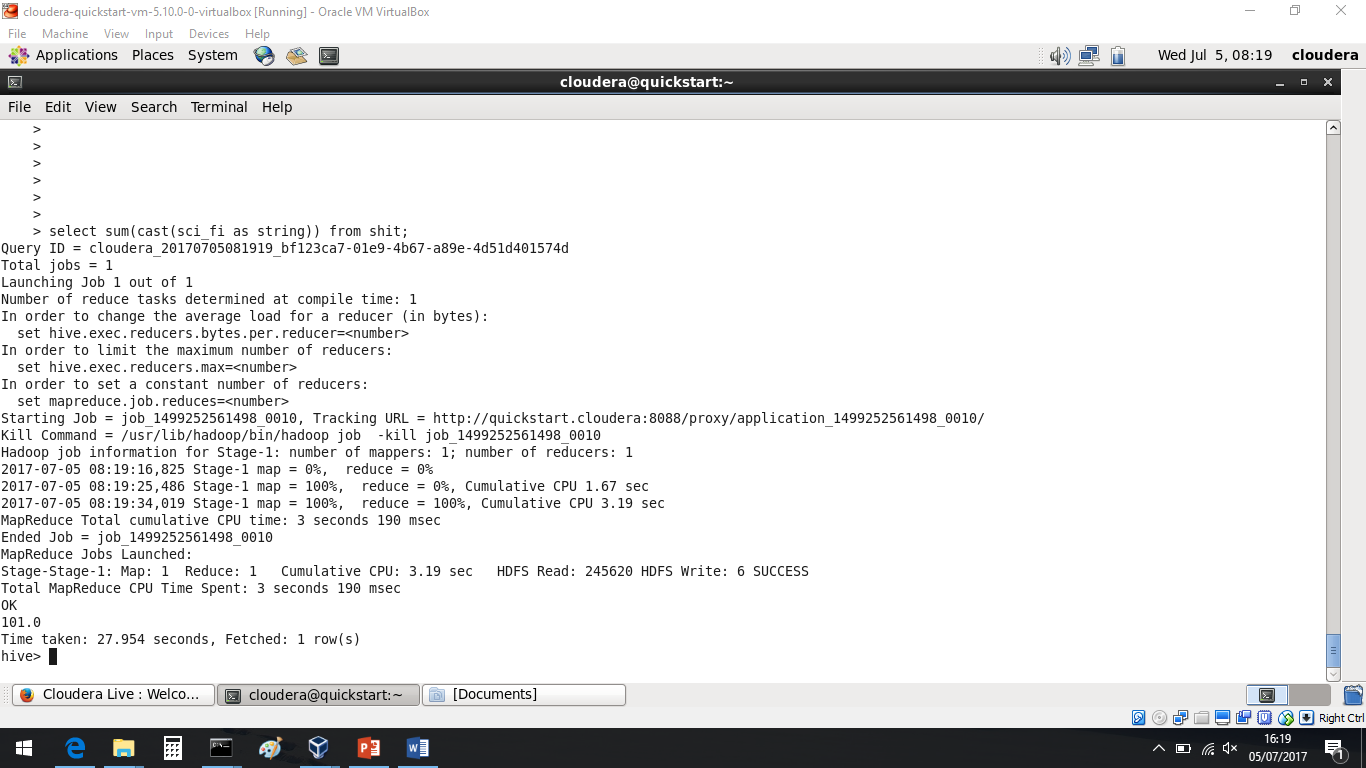 cloudera-quickstart-vm-5.10.0-0-virtualbox [Running] - Oracle VM VirtualBox
File Machine View Input Devices Help
Applications Places System Wed Jul 5, 08:19 cloudera
cloudera@quickstart:~
File Edit View Search Terminal Help
>
>
>
>
>
>
> select sum(cast(sci_fi as string)) from shit;
Query ID = cloudera_20170705081919_bf123ca7-01e9-4b67-a89e-4d51d401574d
Total jobs = 1
Launching Job 1 out of 1
Number of reduce tasks determined at compile time: 1
In order to change the average load for a reducer (in bytes):
  set hive.exec.reducers.bytes.per.reducer=<number>
In order to limit the maximum number of reducers:
  set hive.exec.reducers.max=<number>
In order to set a constant number of reducers:
  set mapreduce.job.reduces=<number>
Starting Job = job_1499252561498_0010, Tracking URL = http://quickstart.cloudera:8088/proxy/application_1499252561498_0010/
Kill Command = /usr/lib/hadoop/bin/hadoop job  -kill job_1499252561498_0010
Hadoop job information for Stage-1: number of mappers: 1; number of reducers: 1
2017-07-05 08:19:16,825 Stage-1 map = 0%,  reduce = 0%
2017-07-05 08:19:25,486 Stage-1 map = 100%,  reduce = 0%, Cumulative CPU 1.67 sec
2017-07-05 08:19:34,019 Stage-1 map = 100%,  reduce = 100%, Cumulative CPU 3.19 sec
MapReduce Total cumulative CPU time: 3 seconds 190 msec
Ended Job = job_1499252561498_0010
MapReduce Jobs Launched:
Stage-Stage-1: Map: 1  Reduce: 1   Cumulative CPU: 3.19 sec   HDFS Read: 245620 HDFS Write: 6 SUCCESS
Total MapReduce CPU Time Spent: 3 seconds 190 msec
OK
101.0
Time taken: 27.954 seconds, Fetched: 1 row(s)
hive>
Cloudera Live : Welco... cloudera@quickstart:~ [Documents]
Right Ctrl
16:19
05/07/2017
1